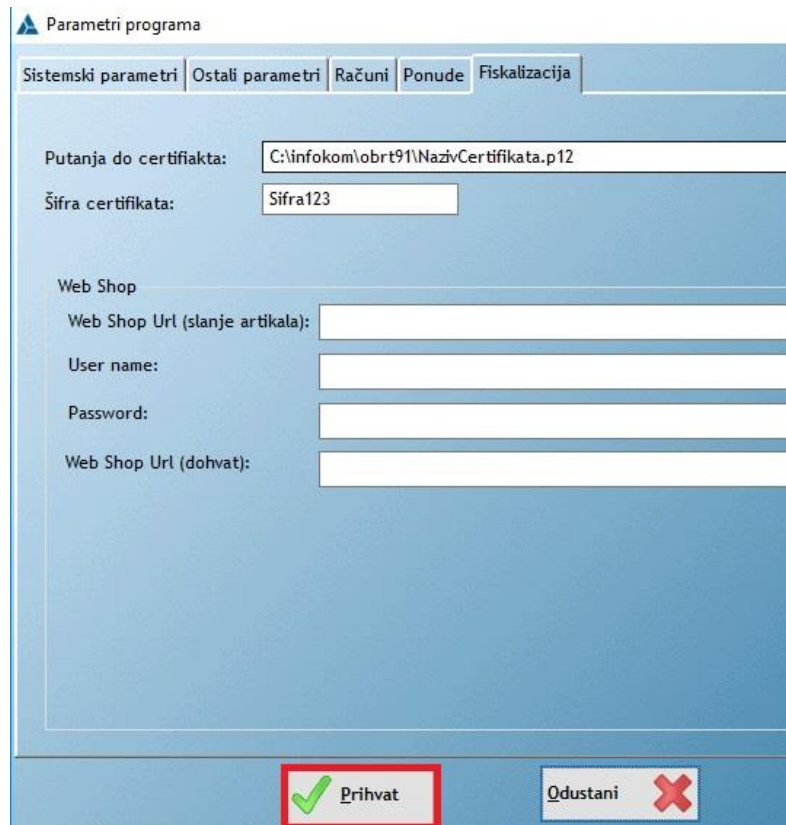 Parametri programa
Sistemski parametri Ostali parametri Računi Ponude Fiskalizacija
Putanja do certifiakta: C:\infokom\obrt91\NazivCertifikata.p12
Šifra certifikata: Sifra123
Web Shop
Web Shop Url (slanje artikala):
User name:
Password:
Web Shop Url (dohvat):
Prihvat Odustani